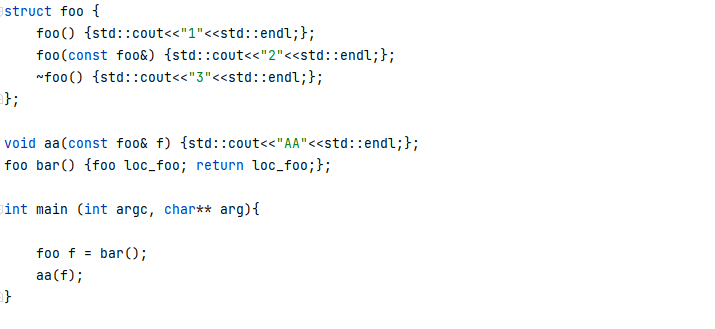 struct foo {
    foo() {std::cout<<"1"<<std::endl;};
    foo(const foo&) {std::cout<<"2"<<std::endl;};
    ~foo() {std::cout<<"3"<<std::endl;};
};
void aa(const foo& f) {std::cout<<"AA"<<std::endl;};
foo bar() {foo loc_foo; return loc_foo;};
int main (int argc, char** arg){
    foo f = bar();
    aa(f);
}